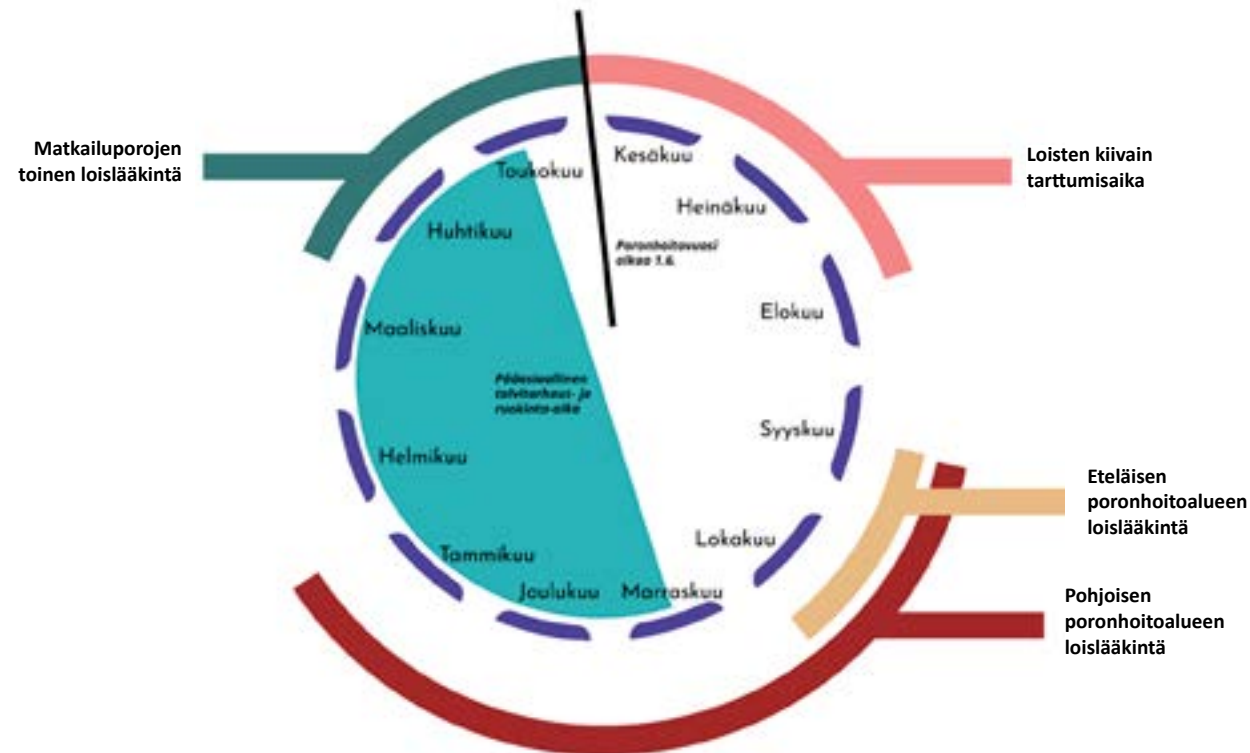 Matkailuporojen
toinen loislääkintä
Loisten kiivain
tarttumisaika
Toukokuu
Kesäkuu
Heinäkuu
Huhtikuu
Poronhoitovuosi
alkaa 1.6.
Elokuu
Maaliskuu
Pääasiallinen
talvitarhaus- ja
ruokinta-aika
Syyskuu
Helmikuu
Eteläisen
poronhoitoalueen
loislääkintä
Lokakuu
Tammikuu
Joulukuu
Marraskuu
Pohjoisen
poronhoitoalueen
loislääkintä